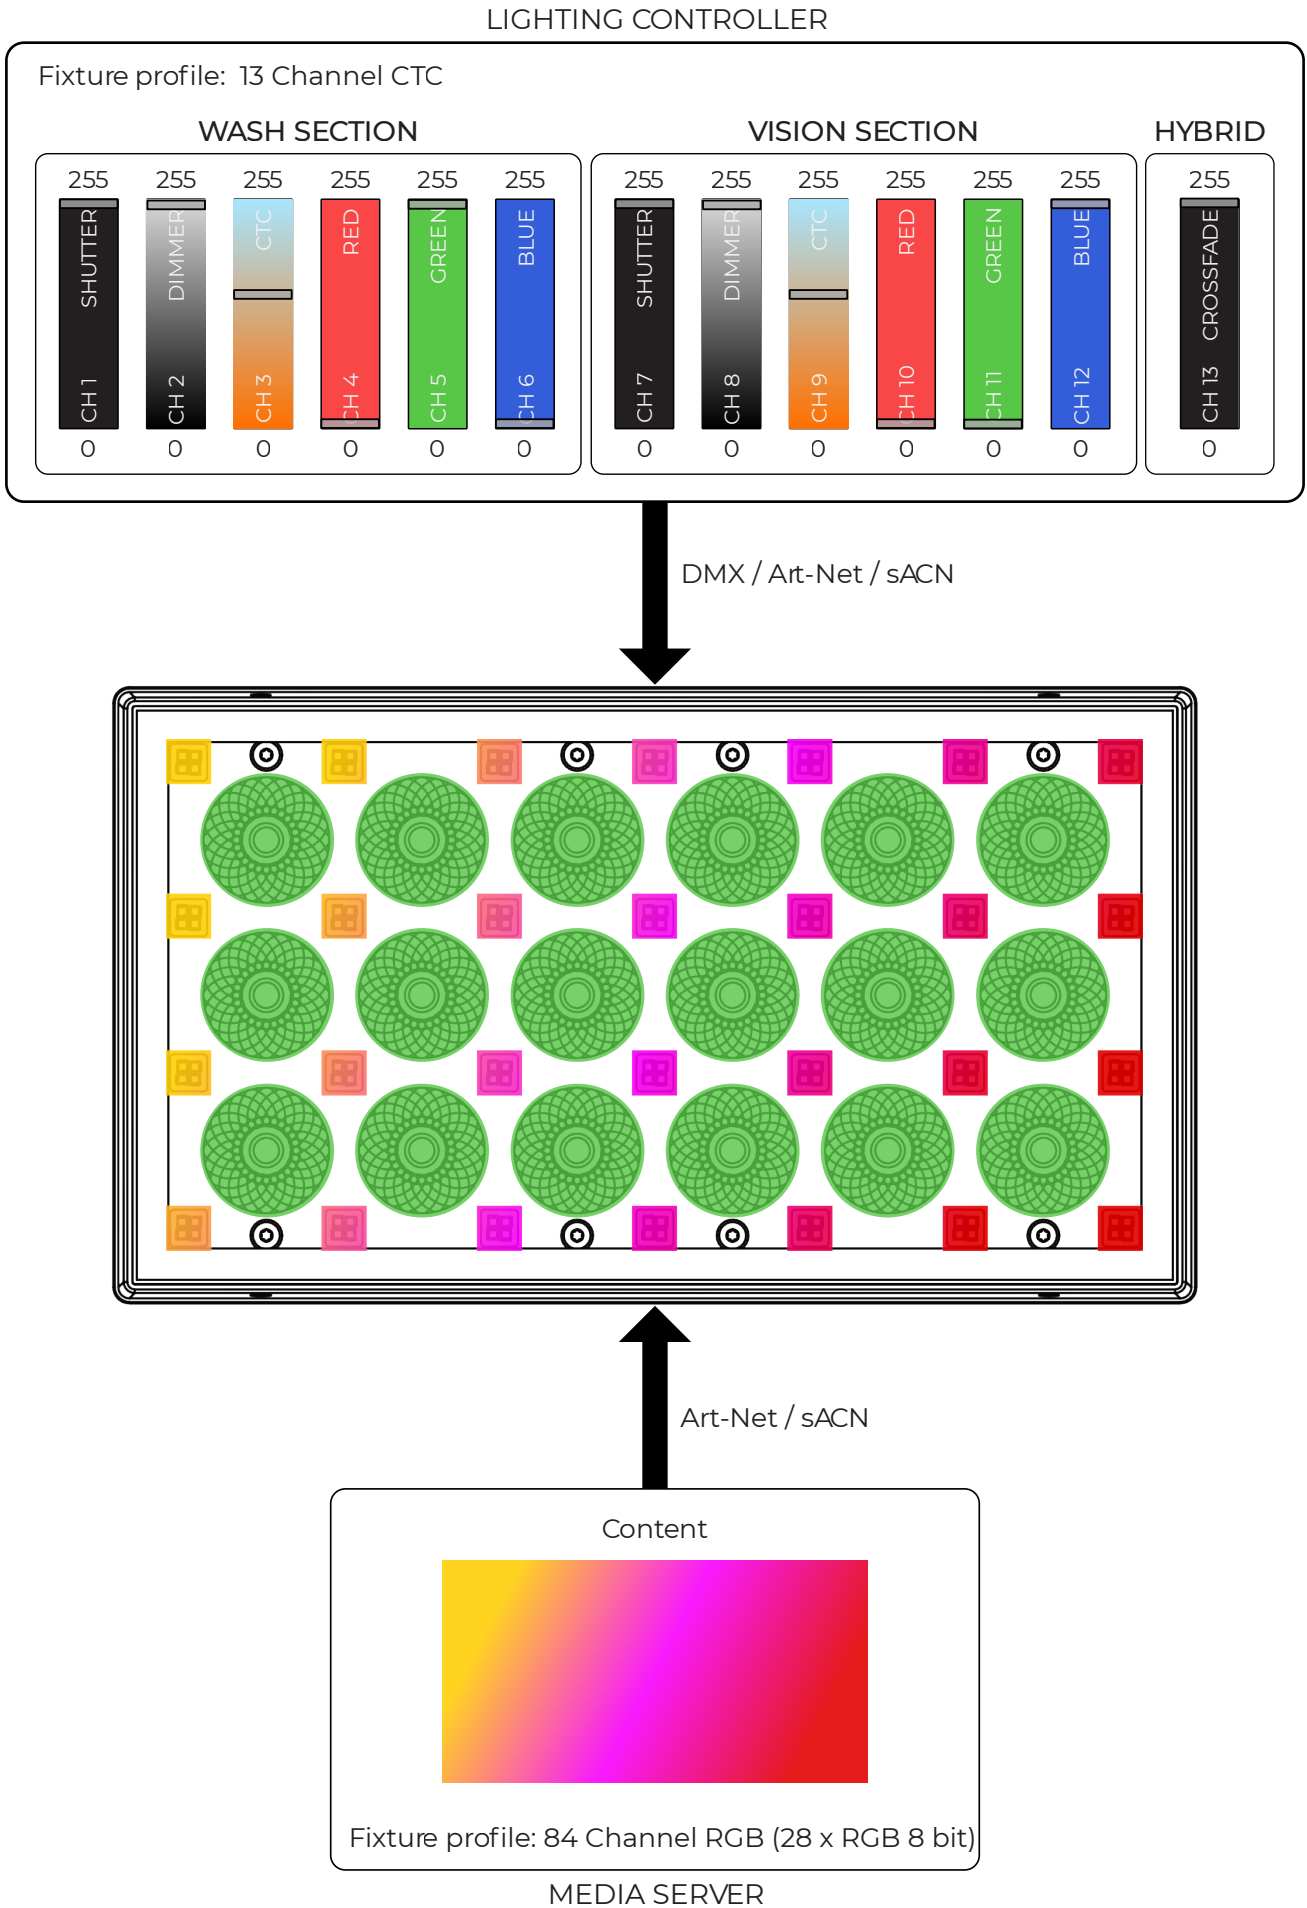 LIGHTING CONTROLLER
Fixture profile: 13 Channel CTC
WASH SECTION
VISION SECTION
HYBRID
255 255 255 255 255 255 255 255 255 255 255 255 255
CH 1 SHUTTER
CH 2 DIMMER
CH 3 CTC
CH 4 RED
CH 5 GREEN
CH 6 BLUE
CH 7 SHUTTER
CH 8 DIMMER
CH 9 CTC
CH 10 RED
CH 11 GREEN
CH 12 BLUE
CH 13 CROSSFADE
0 0 0 0 0 0 0 0 0 0 0 0 0
DMX / Art-Net / sACN
Art-Net / sACN
Content
Fixture profile: 84 Channel RGB (28 x RGB 8 bit)
MEDIA SERVER